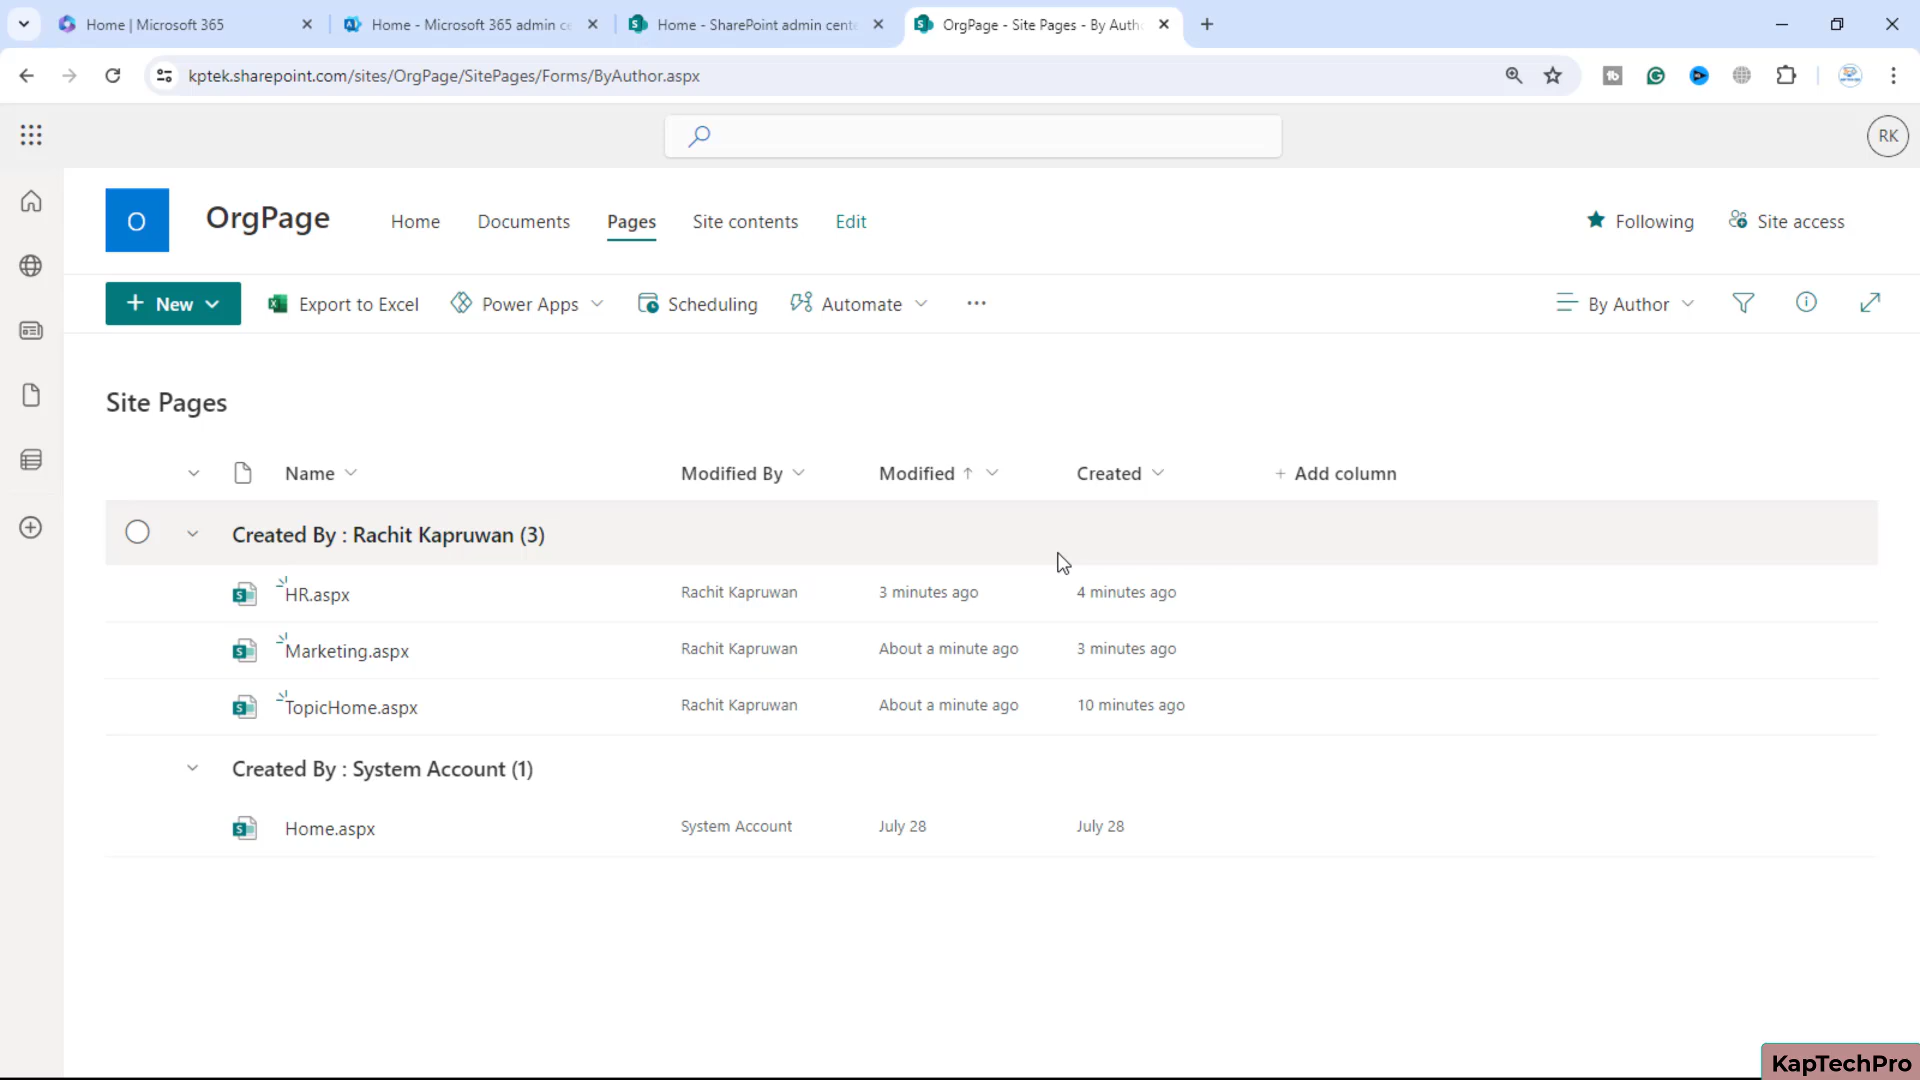 Home | Microsoft 365
Home - Microsoft 365 admin ce
Home - SharePoint admin cente
OrgPage - Site Pages - By Auth
kptek.sharepoint.com/sites/OrgPage/SitePages/Forms/ByAuthor.aspx
RK
O
OrgPage
Home
Documents
Pages
Site contents
Edit
Following
Site access
New
Export to Excel
Power Apps
Scheduling
Automate
By Author
Site Pages
Name
Modified By
Modified
Created
Add column
Created By : Rachit Kapruwan (3)
HR.aspx
Rachit Kapruwan
3 minutes ago
4 minutes ago
Marketing.aspx
Rachit Kapruwan
About a minute ago
3 minutes ago
TopicHome.aspx
Rachit Kapruwan
About a minute ago
10 minutes ago
Created By : System Account (1)
Home.aspx
System Account
July 28
July 28
KapTechPro